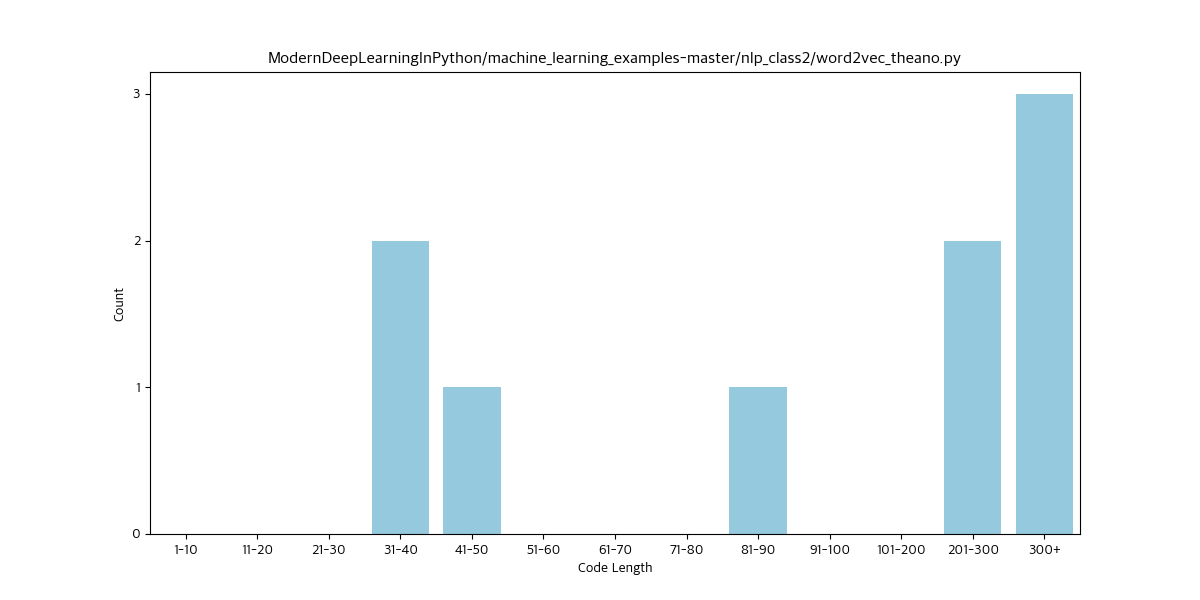 ModernDeepLearningInPython/machine_learning_examples-master/nlp_class2/word2vec_theano.py
3
2
1
0
Count
1-10 11-20 21-30 31-40 41-50 51-60 61-70 71-80 81-90 91-100 101-200 201-300 300+
Code Length